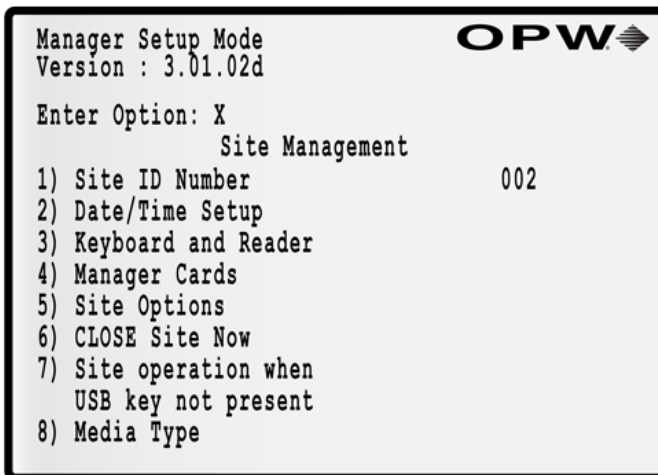 Manager Setup Mode
OPW
Version : 3.01.02d
Enter Option: X
Site Management
1) Site ID Number 002
2) Date/Time Setup
3) Keyboard and Reader
4) Manager Cards
5) Site Options
6) CLOSE Site Now
7) Site operation when
USB key not present
8) Media Type